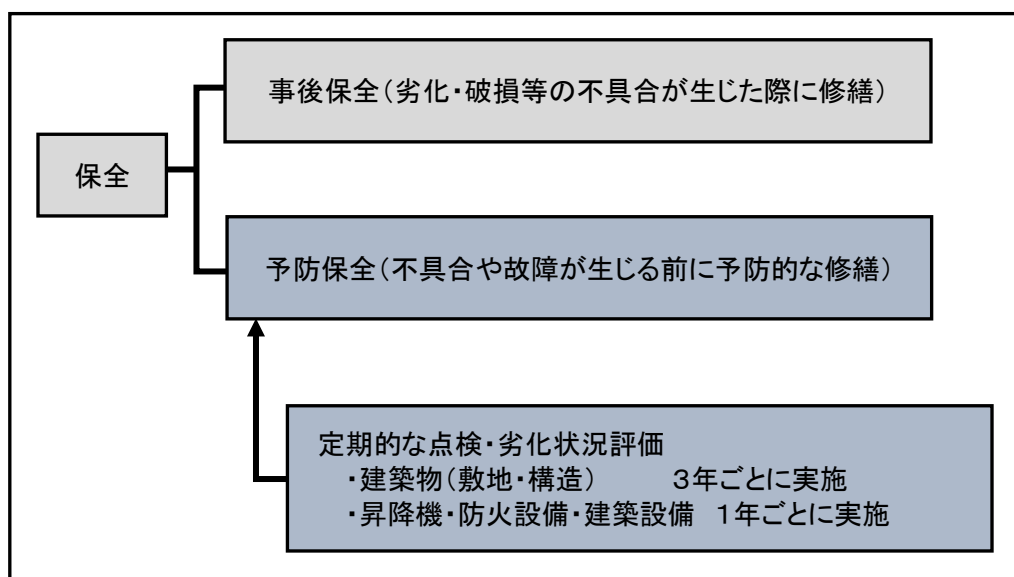 事後保全(劣化・破損等の不具合が生じた際に修繕)
保全
予防保全(不具合や故障が生じる前に予防的な修繕)
定期的な点検・劣化状況評価
・建築物(敷地・構造)　　　3年ごとに実施
・昇降機・防火設備・建築設備　1年ごとに実施